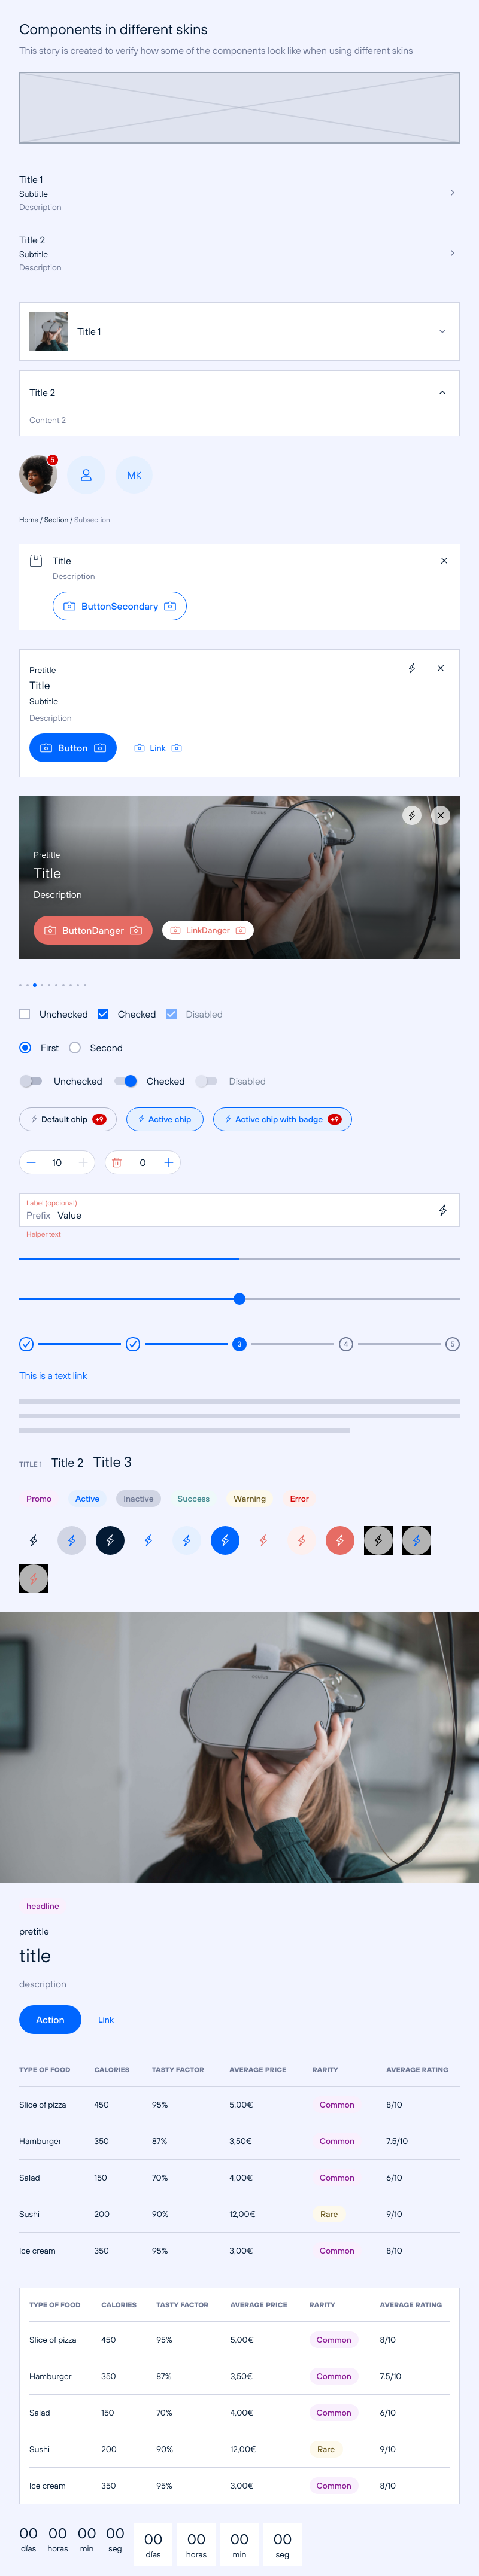 Components in different skins
This story is created to verify how some of the components look like when using different skins
Title 1
Subtitle
Description
Title 2
Subtitle
Description
Title 1
Title 2
Content 2
5
MK
Home / Section / Subsection
Title
Description
ButtonSecondary
Pretitle
Title
Subtitle
Description
Button Link
oculus
Pretitle
Title
Description
ButtonDanger LinkDanger
Unchecked Checked Disabled
First Second
Unchecked Checked Disabled
Default chip +9 Active chip Active chip with badge +9
10 0
Label (opcional)
Prefix Value
Helper text
3 4 5
This is a text link
TITLE 1 Title 2 Title 3
Promo Active Inactive Success Warning Error
headline
pretitle
title
description
Action Link
TYPE OF FOOD CALORIES TASTY FACTOR AVERAGE PRICE RARITY AVERAGE RATING
Slice of pizza 450 95% 5,00€ Common 8/10
Hamburger 350 87% 3,50€ Common 7.5/10
Salad 150 70% 4,00€ Common 6/10
Sushi 200 90% 12,00€ Rare 9/10
Ice cream 350 95% 3,00€ Common 8/10
TYPE OF FOOD CALORIES TASTY FACTOR AVERAGE PRICE RARITY AVERAGE RATING
Slice of pizza 450 95% 5,00€ Common 8/10
Hamburger 350 87% 3,50€ Common 7.5/10
Salad 150 70% 4,00€ Common 6/10
Sushi 200 90% 12,00€ Rare 9/10
Ice cream 350 95% 3,00€ Common 8/10
00 00 00 00 00 00 00 00
días horas min seg días horas min seg